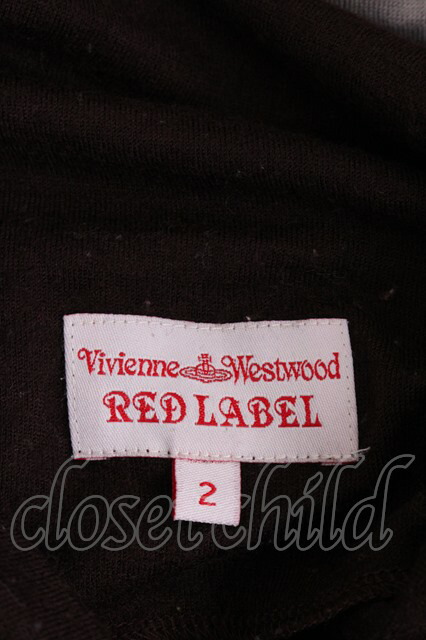 Vivienne Westwood
RED LABEL
2
closet child